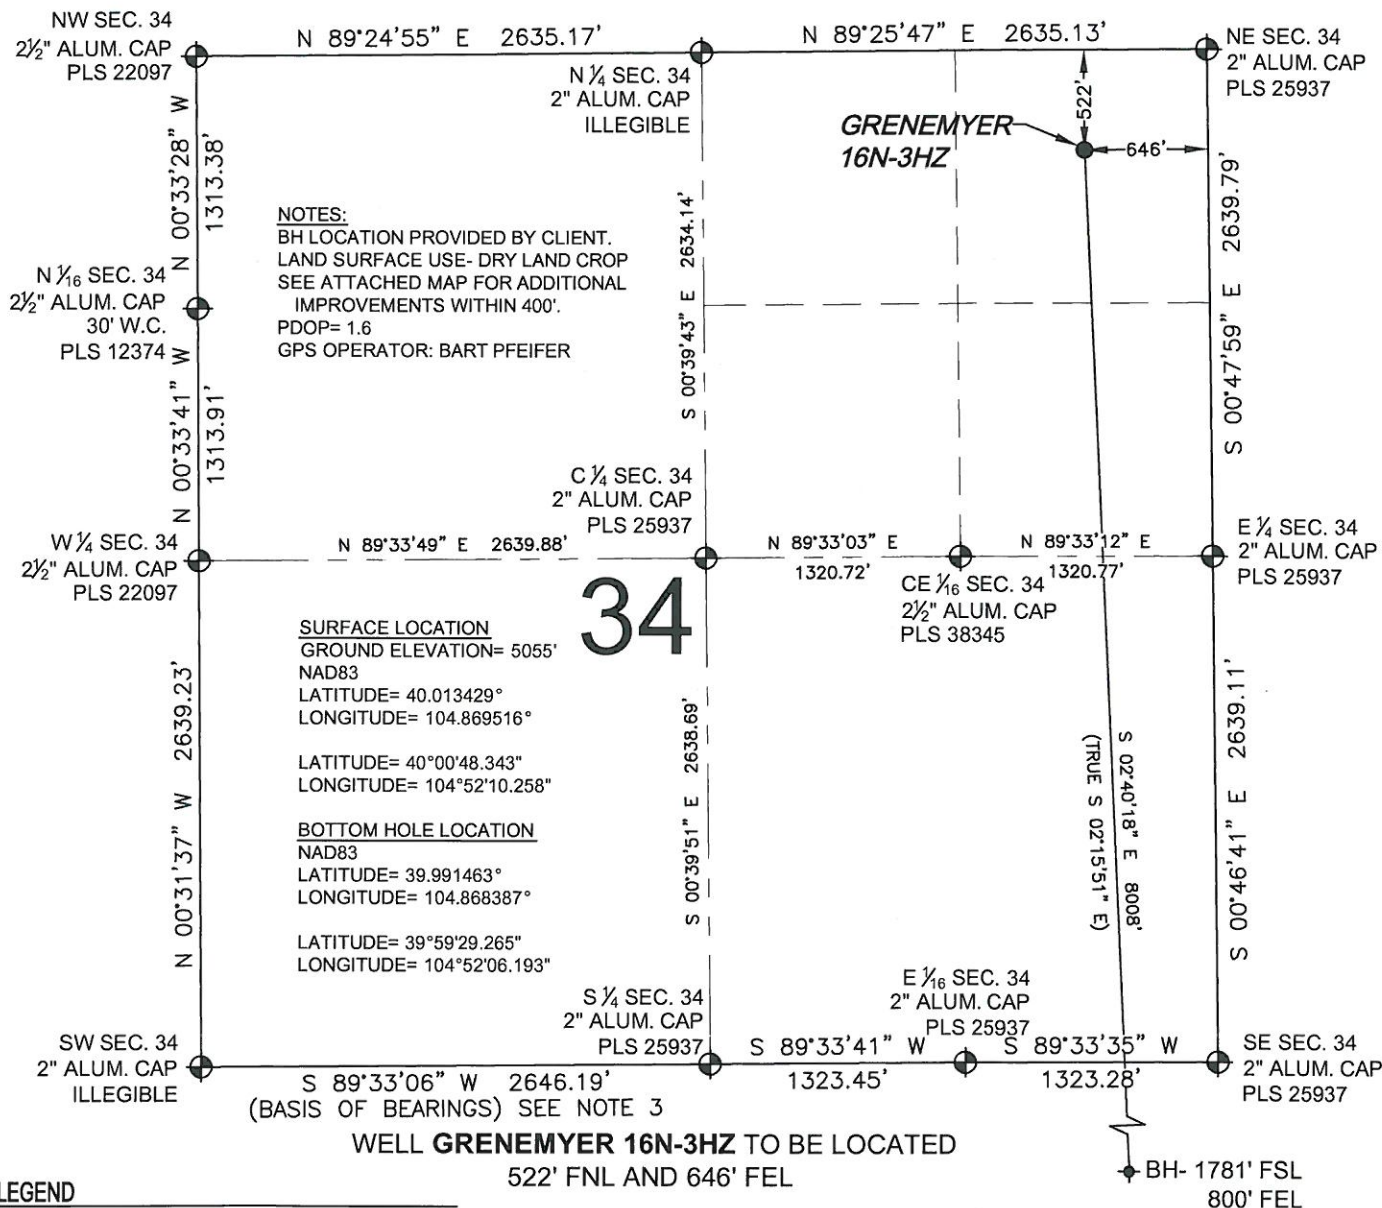 NW SEC. 34
2½" ALUM. CAP
PLS 22097
N 89°24'55" E 2635.17'
N ¼ SEC. 34
2" ALUM. CAP
ILLEGIBLE
N 89°25'47" E 2635.13'
NE SEC. 34
2" ALUM. CAP
PLS 25937
522'
646'
GRENEMYER
16N-3HZ
N 00°33'28" W
1313.38'
NOTES:
BH LOCATION PROVIDED BY CLIENT.
LAND SURFACE USE- DRY LAND CROP
SEE ATTACHED MAP FOR ADDITIONAL
IMPROVEMENTS WITHIN 400'.
PDOP= 1.6
GPS OPERATOR: BART PFEIFER
S 00°39'43" E 2634.14'
S 00°47'59" E 2639.79'
N 1⁄16 SEC. 34
2½" ALUM. CAP
30' W.C.
PLS 12374
N 00°33'41" W
1313.91'
C ¼ SEC. 34
2" ALUM. CAP
PLS 25937
W ¼ SEC. 34
2½" ALUM. CAP
PLS 22097
N 89°33'49" E 2639.88'
N 89°33'03" E
1320.72'
N 89°33'12" E
1320.77'
E ¼ SEC. 34
2" ALUM. CAP
PLS 25937
CE 1⁄16 SEC. 34
2½" ALUM. CAP
PLS 38345
34
SURFACE LOCATION
GROUND ELEVATION= 5055'
NAD83
LATITUDE= 40.013429°
LONGITUDE= 104.869516°
LATITUDE= 40°00'48.343"
LONGITUDE= 104°52'10.258"
BOTTOM HOLE LOCATION
NAD83
LATITUDE= 39.991463°
LONGITUDE= 104.868387°
LATITUDE= 39°59'29.265"
LONGITUDE= 104°52'06.193"
N 00°31'37" W 2639.23'
S 00°39'51" E 2638.69'
S 02°40'18" E 8008'
(TRUE S 02°15'51" E)
S 00°46'41" E 2639.11'
SW SEC. 34
2" ALUM. CAP
ILLEGIBLE
S ¼ SEC. 34
2" ALUM. CAP
PLS 25937
E 1⁄16 SEC. 34
2" ALUM. CAP
PLS 25937
SE SEC. 34
2" ALUM. CAP
PLS 25937
S 89°33'06" W 2646.19'
(BASIS OF BEARINGS) SEE NOTE 3
S 89°33'41" W
1323.45'
S 89°33'35" W
1323.28'
WELL GRENEMYER 16N-3HZ TO BE LOCATED
522' FNL AND 646' FEL
BH- 1781' FSL
800' FEL
LEGEND